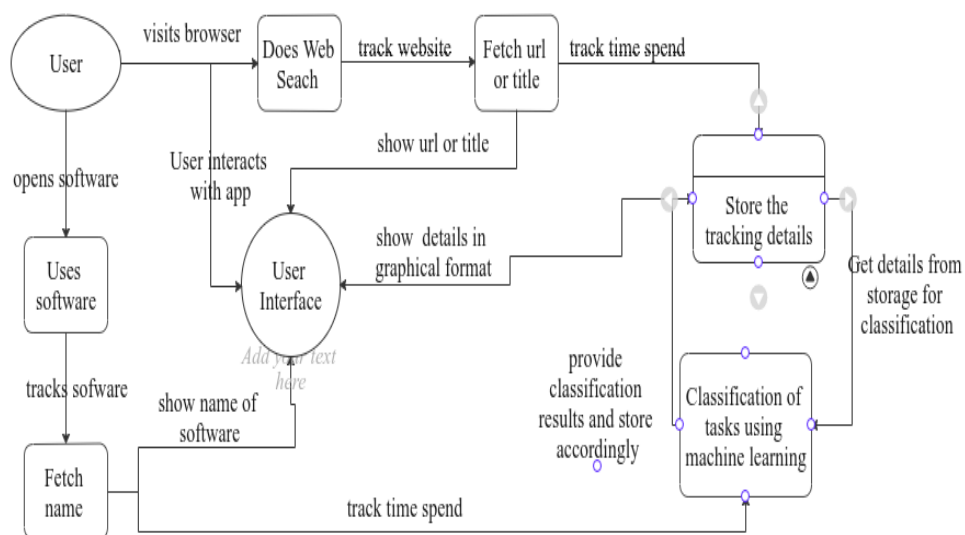 visits browser
User
Does Web
Seach
track website
Fetch url
or title
track time spend
opens software
User interacts
with app
show url or title
Store the
tracking details
Uses
software
User
Interface
show details in
graphical format
Get details from
storage for
classification
Add your text
here
tracks sofware
show name of
software
provide
classification
results and store
accordingly
Classification of
tasks using
machine learning
Fetch
name
track time spend